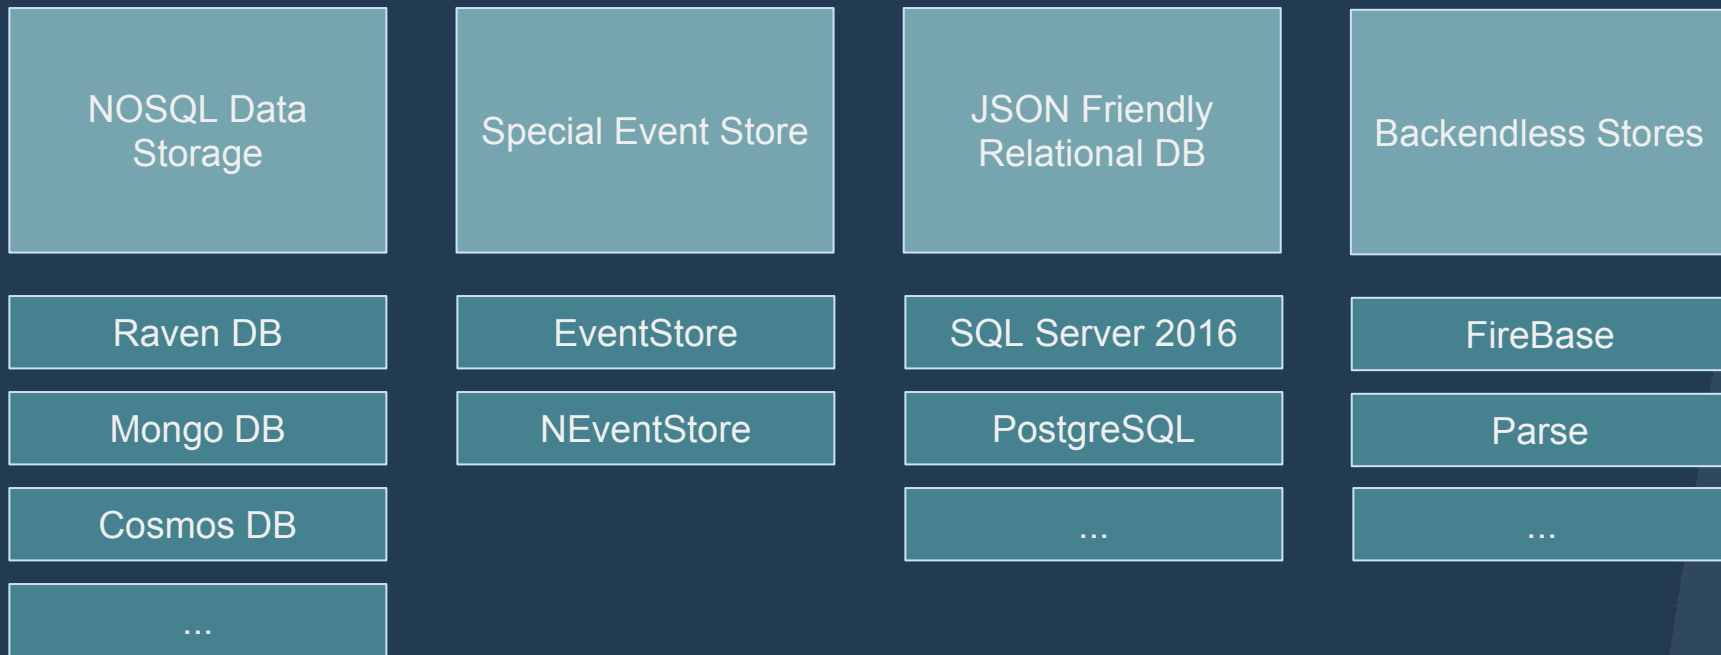 NOSQL Data
Storage
Special Event Store
JSON Friendly
Relational DB
Backendless Stores
Raven DB
EventStore
SQL Server 2016
FireBase
Mongo DB
NEventStore
PostgreSQL
Parse
Cosmos DB
...
...
...